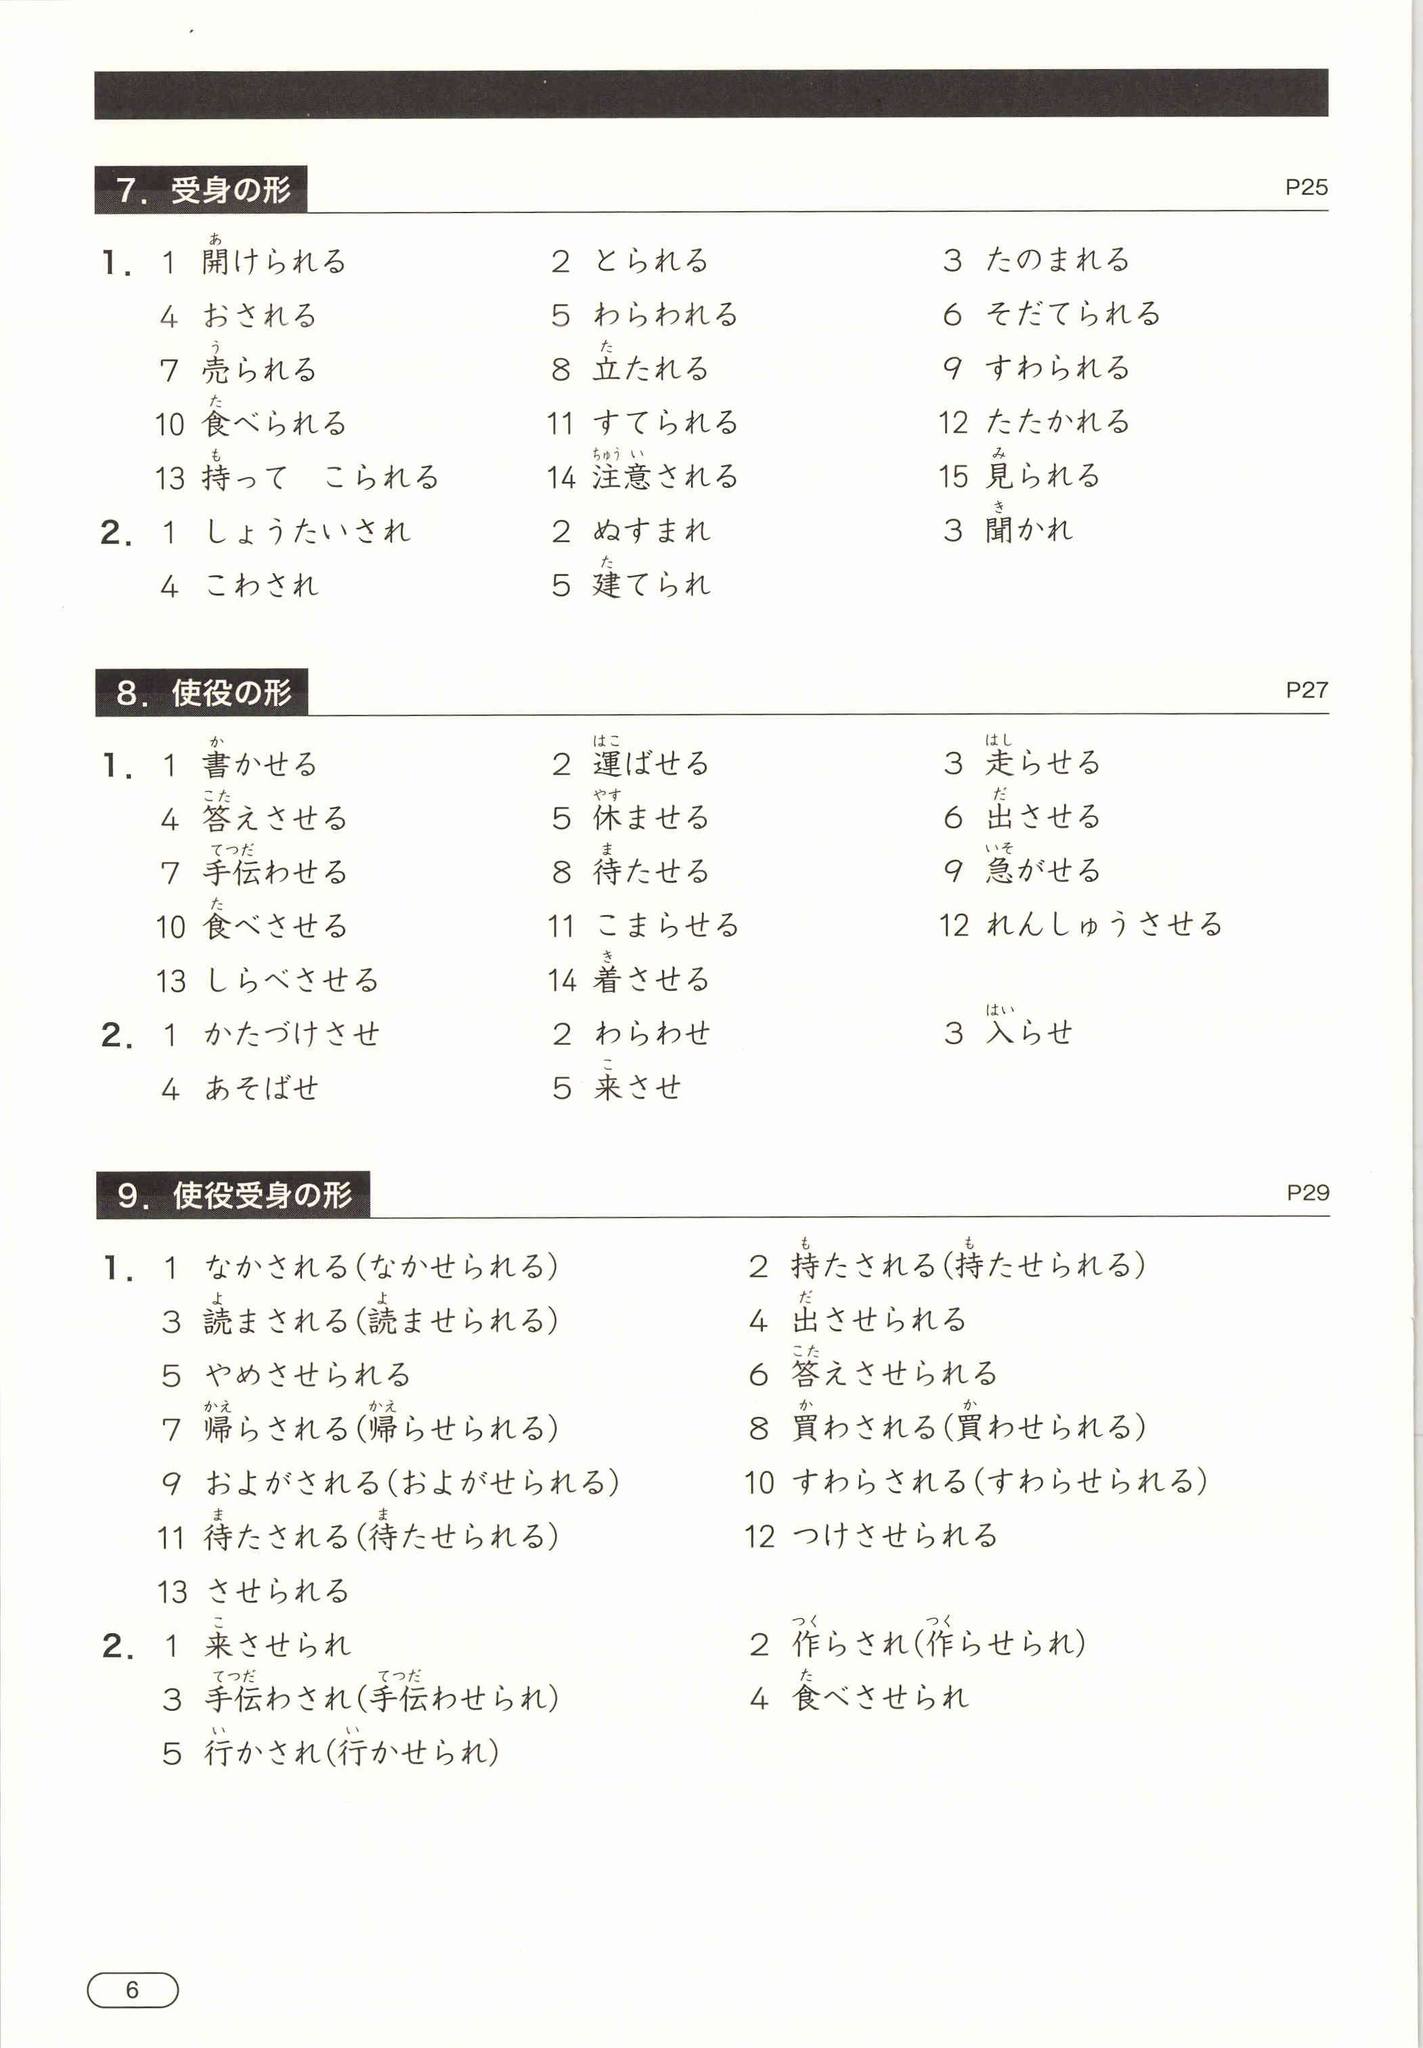 7. 受身の形 P25
1. 1 開けられる 2 とられる 3 たのまれる
4 おされる 5 わらわれる 6 そだてられる
7 売られる 8 立たれる 9 すわられる
10 食べられる 11 すてられる 12 たたかれる
13 持って こられる 14 注意される 15 見られる
2. 1 しょうたいされ 2 ぬすまれ 3 聞かれ
4 こわされ 5 建てられ
8. 使役の形 P27
1. 1 書かせる 2 運ばせる 3 走らせる
4 答えさせる 5 休ませる 6 出させる
7 手伝わせる 8 待たせる 9 急がせる
10 食べさせる 11 こまらせる 12 れんしゅうさせる
13 しらべさせる 14 着させる
2. 1 かたづけさせ 2 わらわせ 3 入らせ
4 あそばせ 5 来させ
9. 使役受身の形 P29
1. 1 なかされる(なかせられる) 2 持たされる(持たせられる)
3 読まされる(読ませられる) 4 出させられる
5 やめさせられる 6 答えさせられる
7 帰らされる(帰らせられる) 8 買わされる(買わせられる)
9 およがされる(およがせられる) 10 すわらされる(すわらせられる)
11 待たされる(待たせられる) 12 つけさせられる
13 させられる
2. 1 来させられ 2 作らされ(作らせられ)
3 手伝わされ(手伝わせられ) 4 食べさせられ
5 行かされ(行かせられ)
6